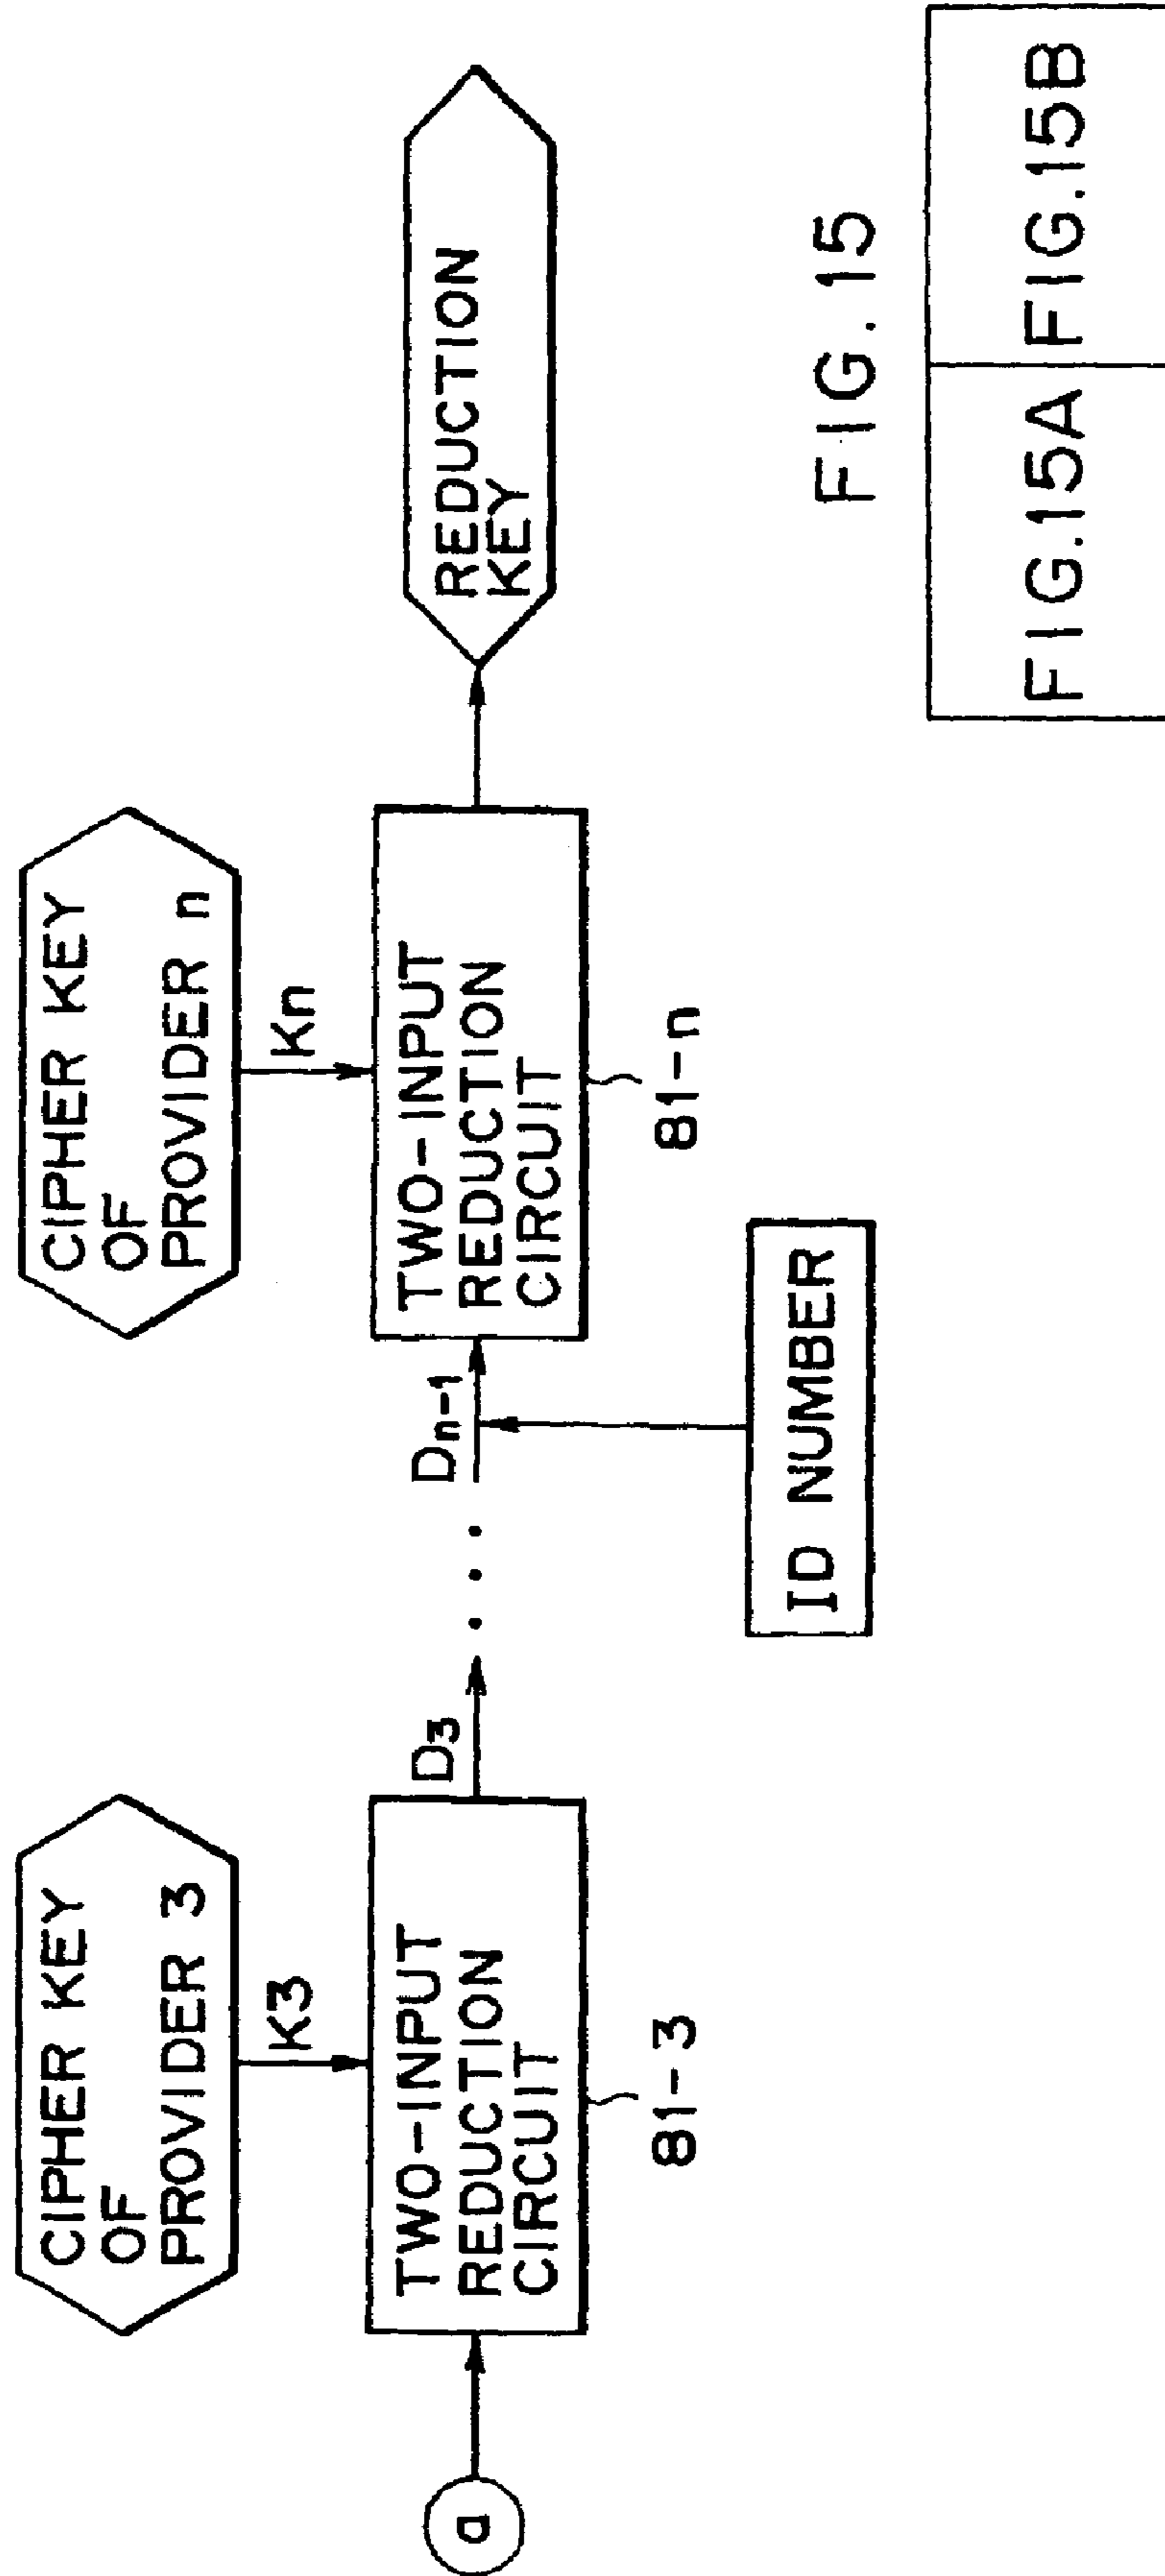 CIPHER KEY
OF
PROVIDER 3
K3
a
TWO-INPUT
REDUCTION
CIRCUIT
81-3
D3
. . .
Dn-1
ID NUMBER
CIPHER KEY
OF
PROVIDER n
Kn
TWO-INPUT
REDUCTION
CIRCUIT
81-n
REDUCTION
KEY
FIG. 15
FIG.15A FIG.15B